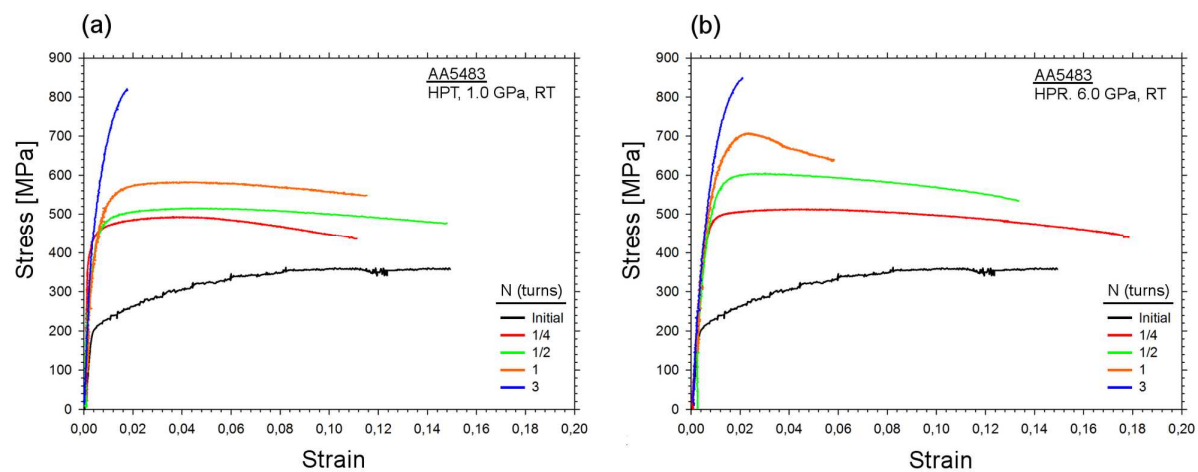 (a)
900
800
700
600
500
400
300
200
100
0
Stress [MPa]
AA5483
HPT, 1.0 GPa, RT
N (turns)
Initial
1/4
1/2
1
3
0,00 0,02 0,04 0,06 0,08 0,10 0,12 0,14 0,16 0,18 0,20
Strain
(b)
900
800
700
600
500
400
300
200
100
0
Stress [MPa]
AA5483
HPR. 6.0 GPa, RT
N (turns)
Initial
1/4
1/2
1
3
0,00 0,02 0,04 0,06 0,08 0,10 0,12 0,14 0,16 0,18 0,20
Strain